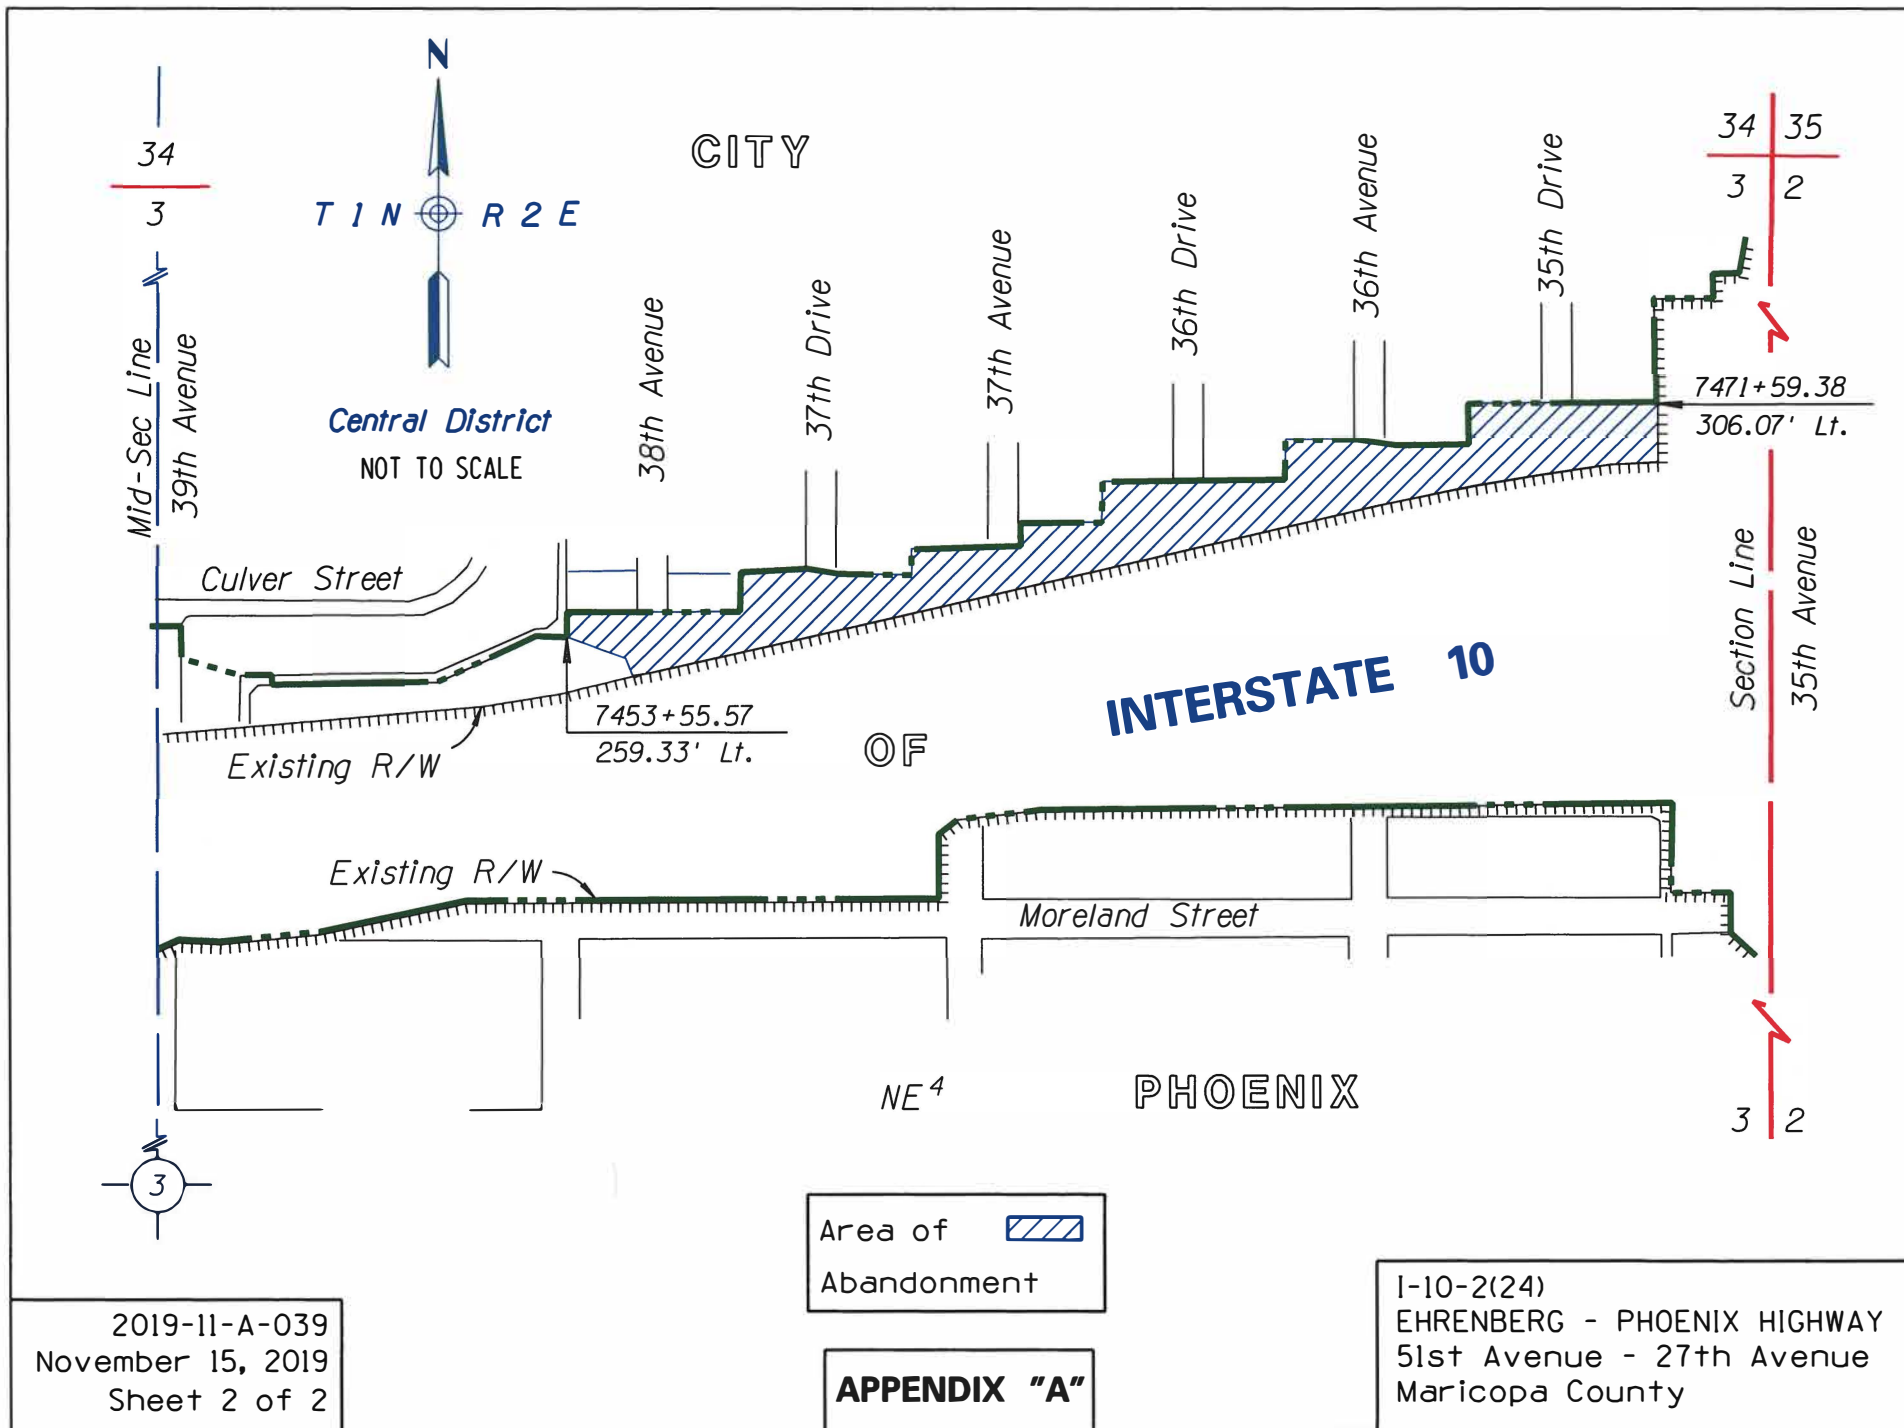 N
CITY
34
3
T 1 N R 2 E
34 35
3 2
Mid-Sec Line
39th Avenue
Central District
NOT TO SCALE
38th Avenue
37th Drive
37th Avenue
36th Drive
36th Avenue
35th Drive
7471+59.38
306.07' Lt.
Culver Street
Section Line
35th Avenue
INTERSTATE 10
7453+55.57
259.33' Lt.
OF
Existing R/W
Existing R/W
Moreland Street
NE 4
PHOENIX
3 2
3
Area of
Abandonment
2019-11-A-039
November 15, 2019
Sheet 2 of 2
APPENDIX "A"
I-10-2(24)
EHRENBERG - PHOENIX HIGHWAY
51st Avenue - 27th Avenue
Maricopa County